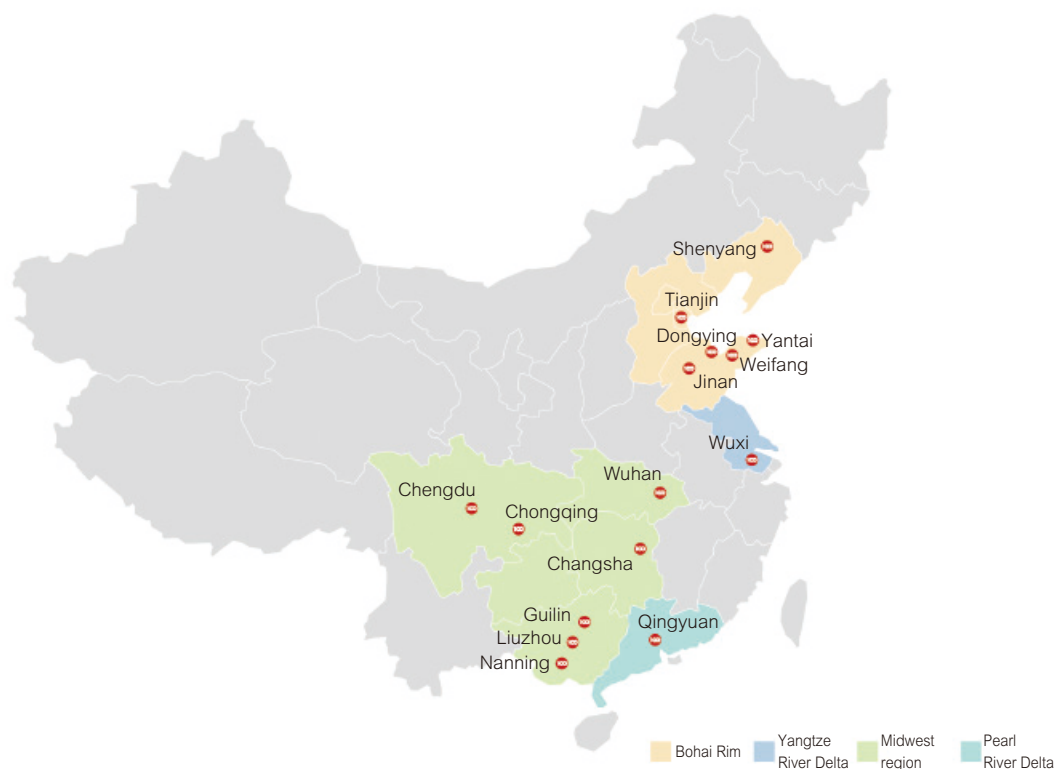 Shenyang
Tianjin
Dongying
Yantai
Weifang
Jinan
Wuxi
Wuhan
Chengdu
Chongqing
Changsha
Guilin
Qingyuan
Liuzhou
Nanning
Bohai Rim
Yangtze
River Delta
Midwest
region
Pearl
River Delta